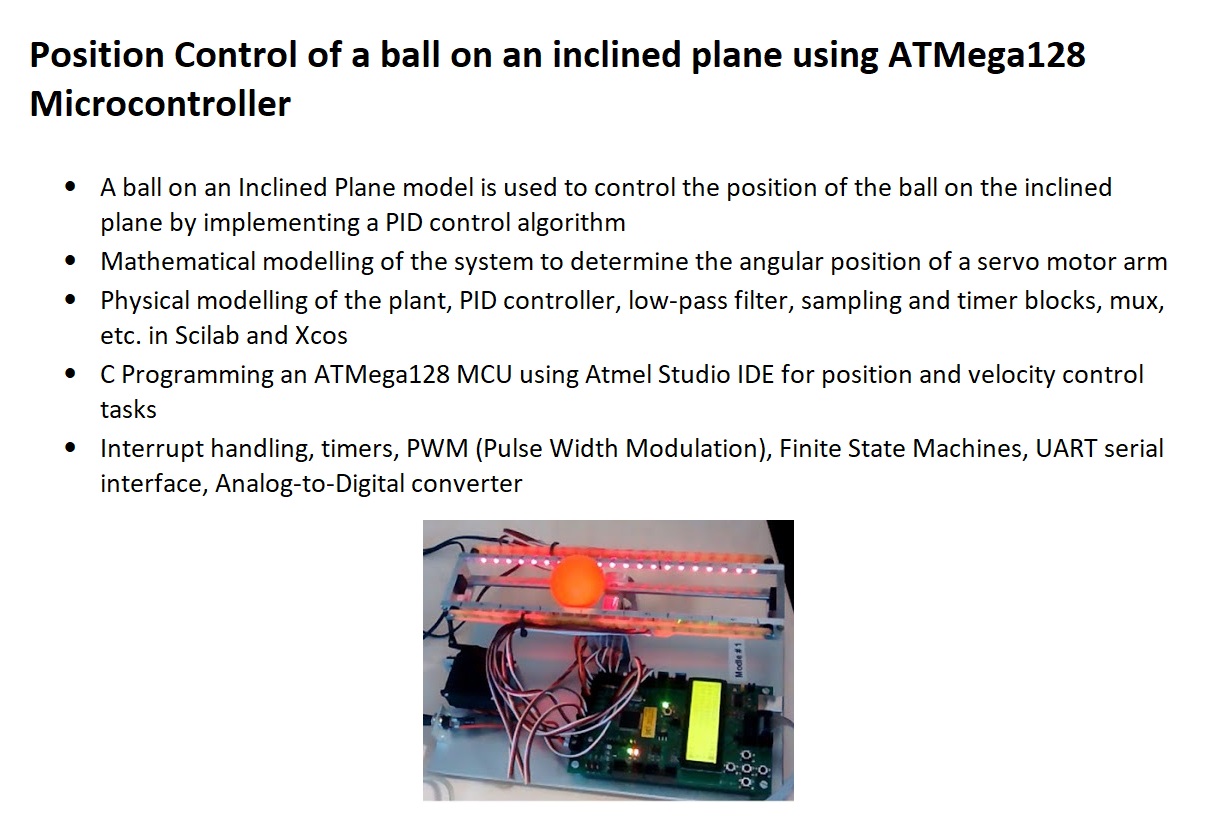 Position Control of a ball on an inclined plane using ATMega128
Microcontroller
• A ball on an Inclined Plane model is used to control the position of the ball on the inclined
plane by implementing a PID control algorithm
• Mathematical modelling of the system to determine the angular position of a servo motor arm
• Physical modelling of the plant, PID controller, low-pass filter, sampling and timer blocks, mux,
etc. in Scilab and Xcos
• C Programming an ATMega128 MCU using Atmel Studio IDE for position and velocity control
tasks
• Interrupt handling, timers, PWM (Pulse Width Modulation), Finite State Machines, UART serial
interface, Analog-to-Digital converter